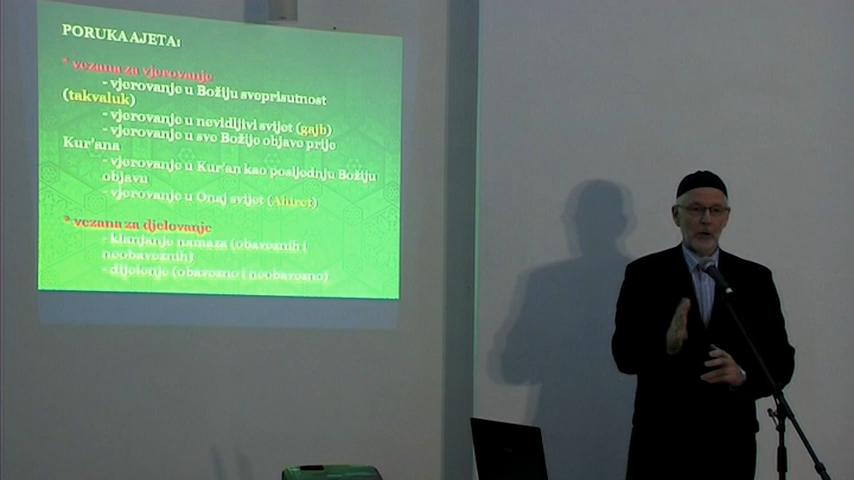 PORUKA AJETA:
* vezana za vjerovanje
- vjerovanje u Božiju sveprisutnost
(takvaluk)
- vjerovanje u nevidljivi svijet (gajb)
- vjerovanje u sve Božije objave prije
Kur'ana
- vjerovanje u Kur'an kao posljednju Božiju
objavu
- vjerovanje u Onaj svijet (Ahiret)
* vezana za djelovanje
- klanjanje namaza (obaveznih i
neobaveznih)
- dijeljenje (obavezno i neobavezno)